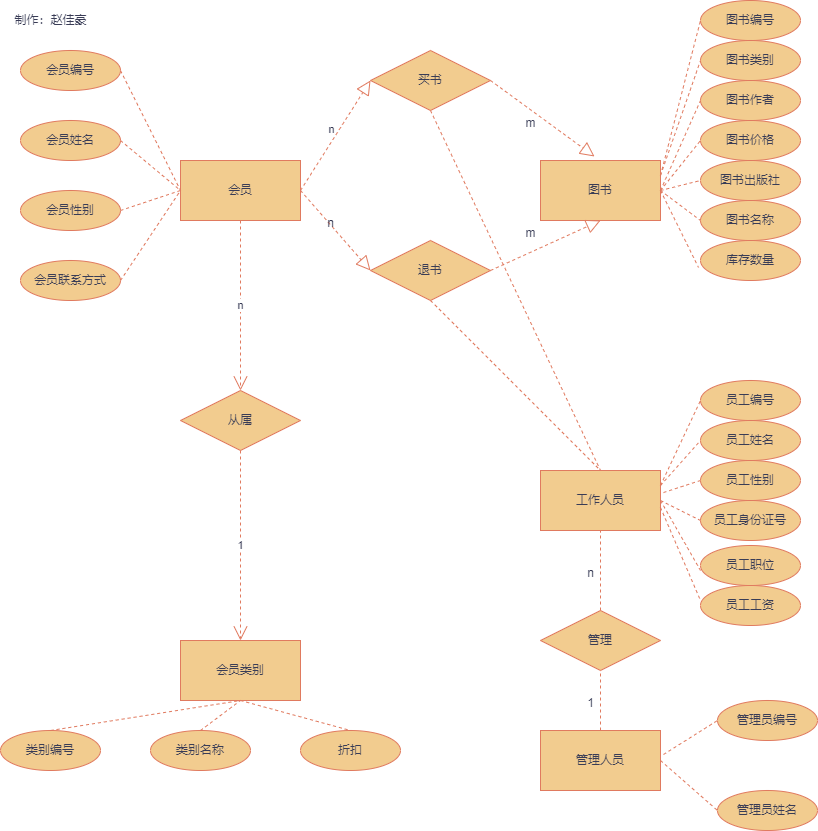 制作：赵佳豪
图书编号
会员编号
买书
图书类别
图书作者
n
m
会员姓名
图书价格
会员
图书
图书出版社
会员性别
图书名称
n
m
会员联系方式
退书
库存数量
n
从属
员工编号
员工姓名
员工性别
工作人员
员工身份证号
1
n
员工职位
员工工资
管理
会员类别
1
管理员编号
类别编号
类别名称
折扣
管理人员
管理员姓名